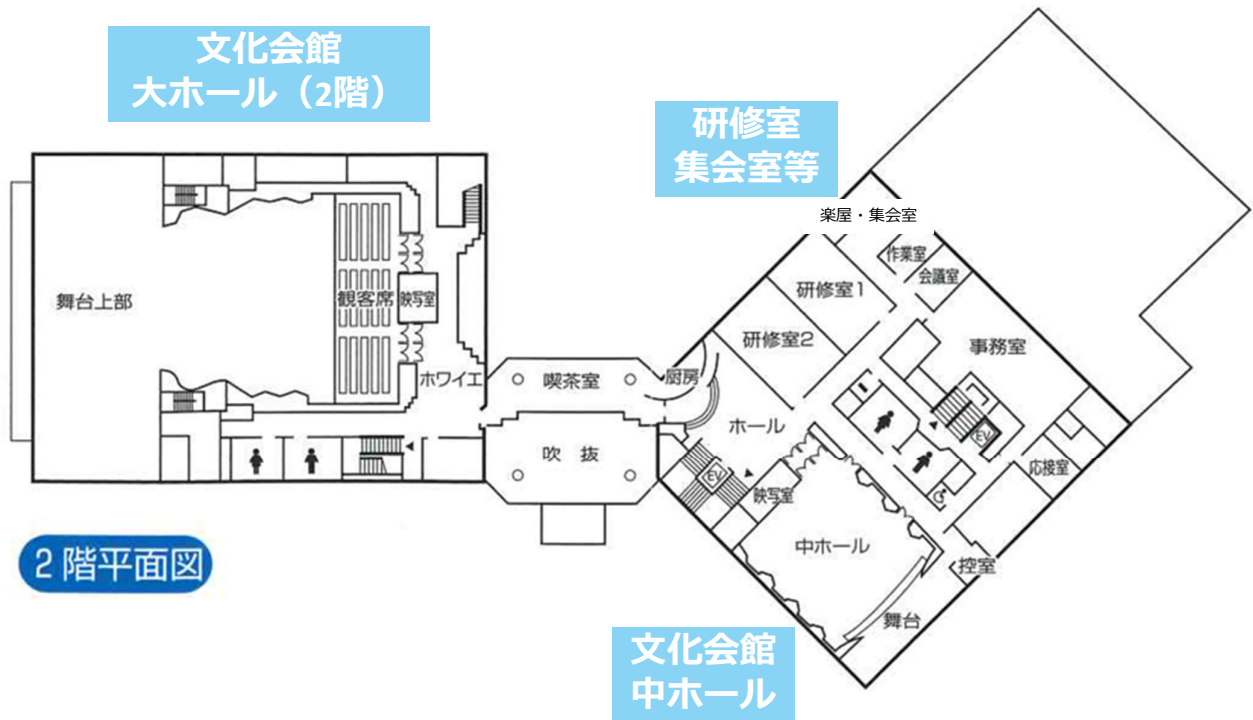 文化会館
大ホール（2階）
研修室
集会室等
楽屋・集会室
作業室
会議室
研修室1
研修室2
事務室
舞台上部
観客席
映写室
ホワイエ
喫茶室
厨房
ホール
吹 抜
EV
EV
映写室
応接室
中ホール
控室
舞台
2階平面図
文化会館
中ホール